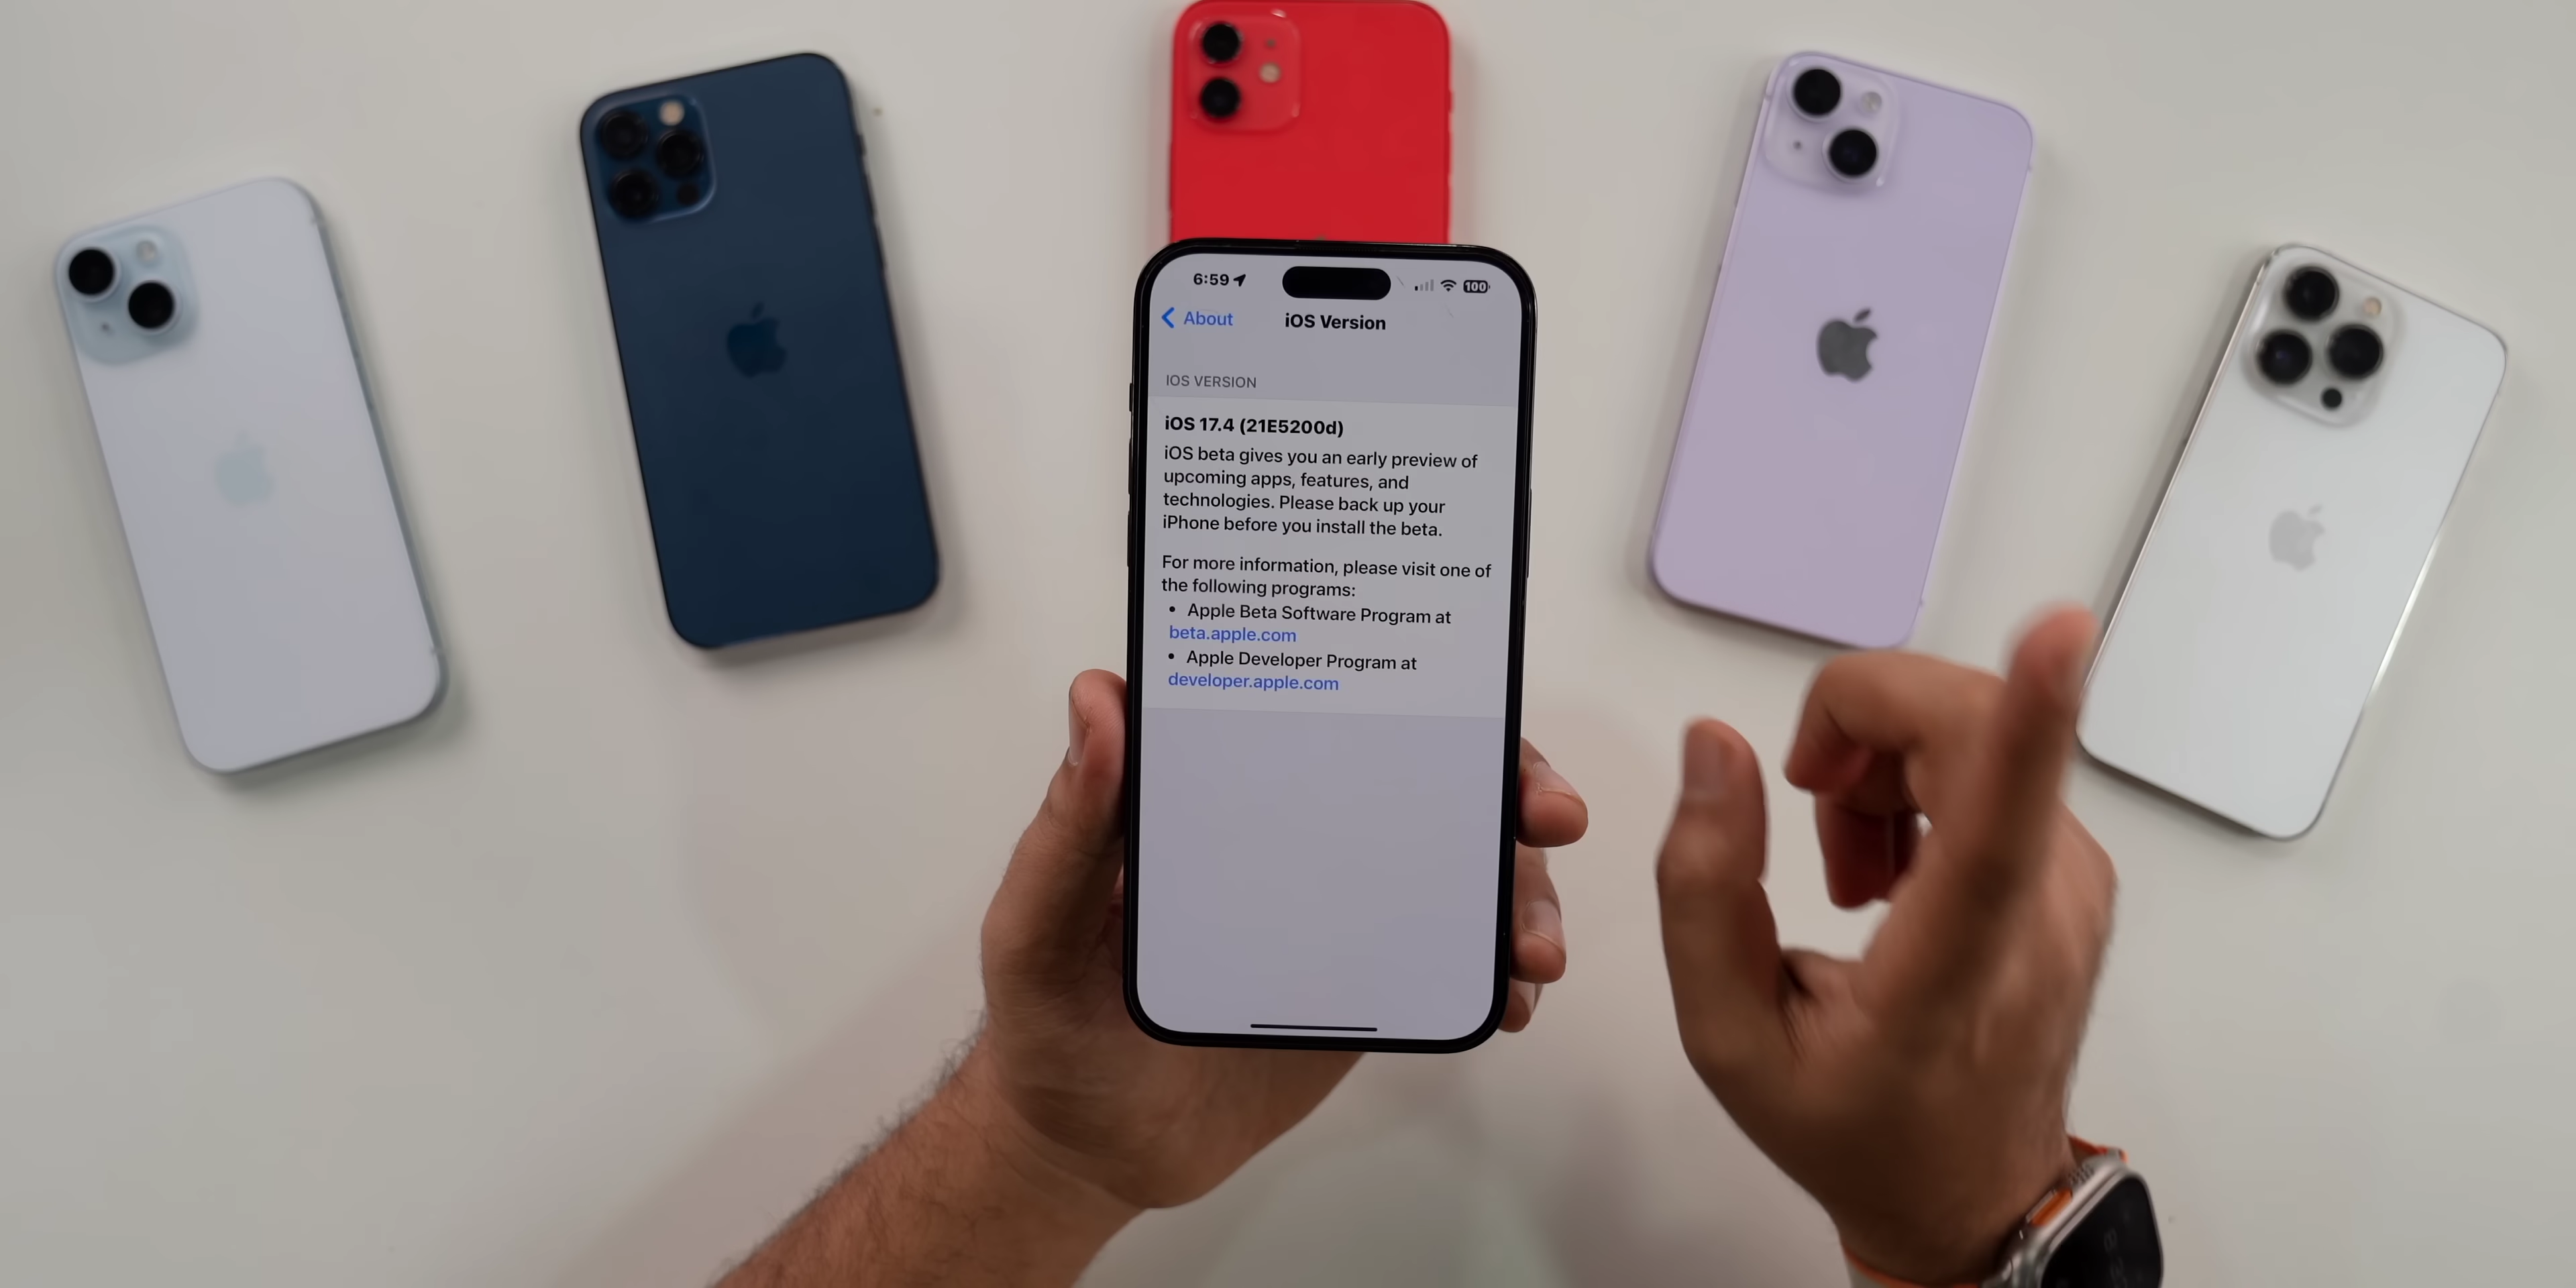 6:59
100
About
iOS Version
IOS VERSION
iOS 17.4 (21E5200d)
iOS beta gives you an early preview of
upcoming apps, features, and
technologies. Please back up your
iPhone before you install the beta.
For more information, please visit one of
the following programs:
• Apple Beta Software Program at
beta.apple.com
• Apple Developer Program at
developer.apple.com